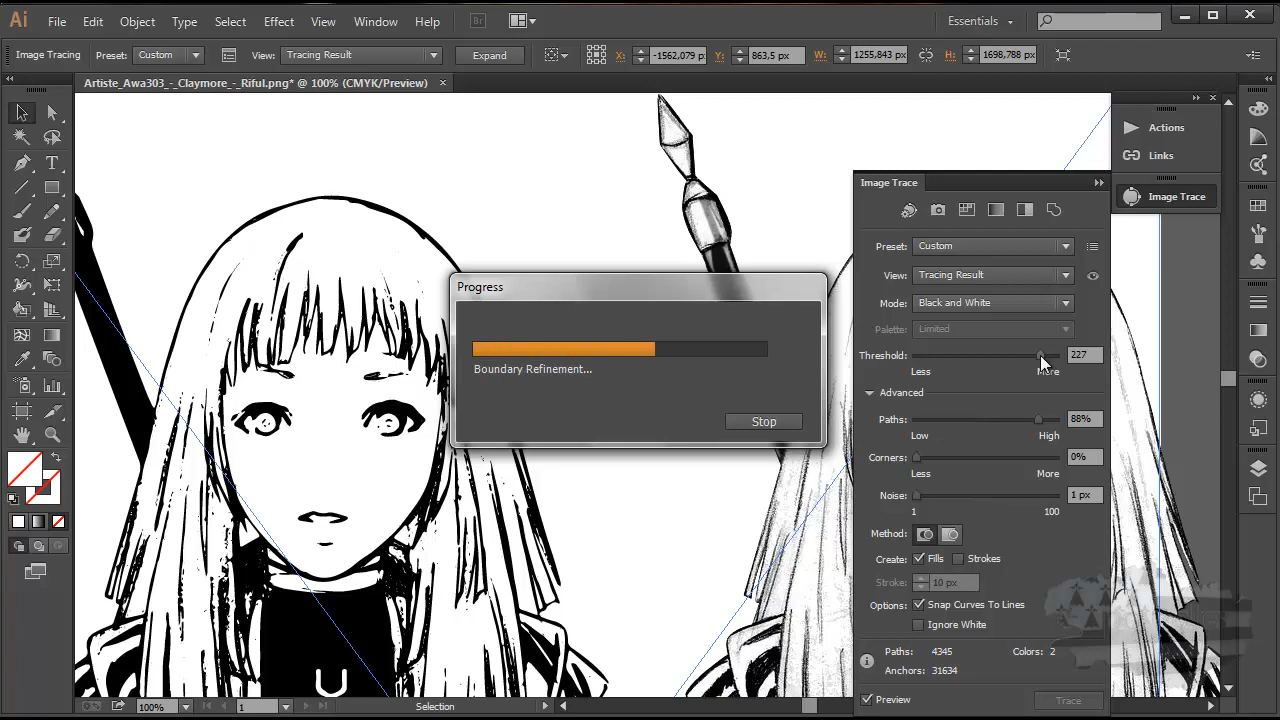 Ai File Edit Object Type Select Effect View Window Help Br Essentials
Image Tracing Preset: Custom View: Tracing Result Expand X: -1562,079 p Y: 863,5 px W: 1255,843 px H: 1698,788 px
Artiste_Awa303_-_Claymore_-_Riful.png* @ 100% (CMYK/Preview)
Actions
Links
Image Trace
Progress
Boundary Refinement...
Stop
Image Trace
Preset: Custom
View: Tracing Result
Mode: Black and White
Palette: Limited
Threshold: 227
Less More
Advanced
Paths: 88%
Low High
Corners: 0%
Less More
Noise: 1 px
1 100
Method:
Create: Fills Strokes
Stroke: 10 px
Options: Snap Curves To Lines
Ignore White
Paths: 4345 Colors: 2
Anchors: 31634
Preview Trace
100% 1 Selection